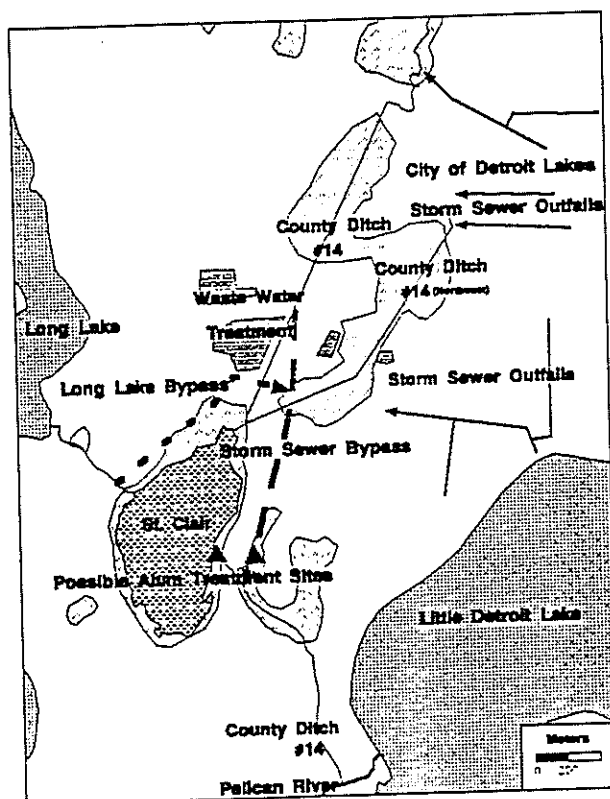 City of Detroit Lakes
Storm Sewer Outfalls
County Ditch
#14
County Ditch
#14
Waste Water
Treatment
Long Lake
Long Lake Bypass
Storm Sewer Outfalls
Storm Sewer Bypass
St. Clair
Possible Alum Treatment Sites
Little Detroit Lake
County Ditch
#14
Meters
0
Pelican River